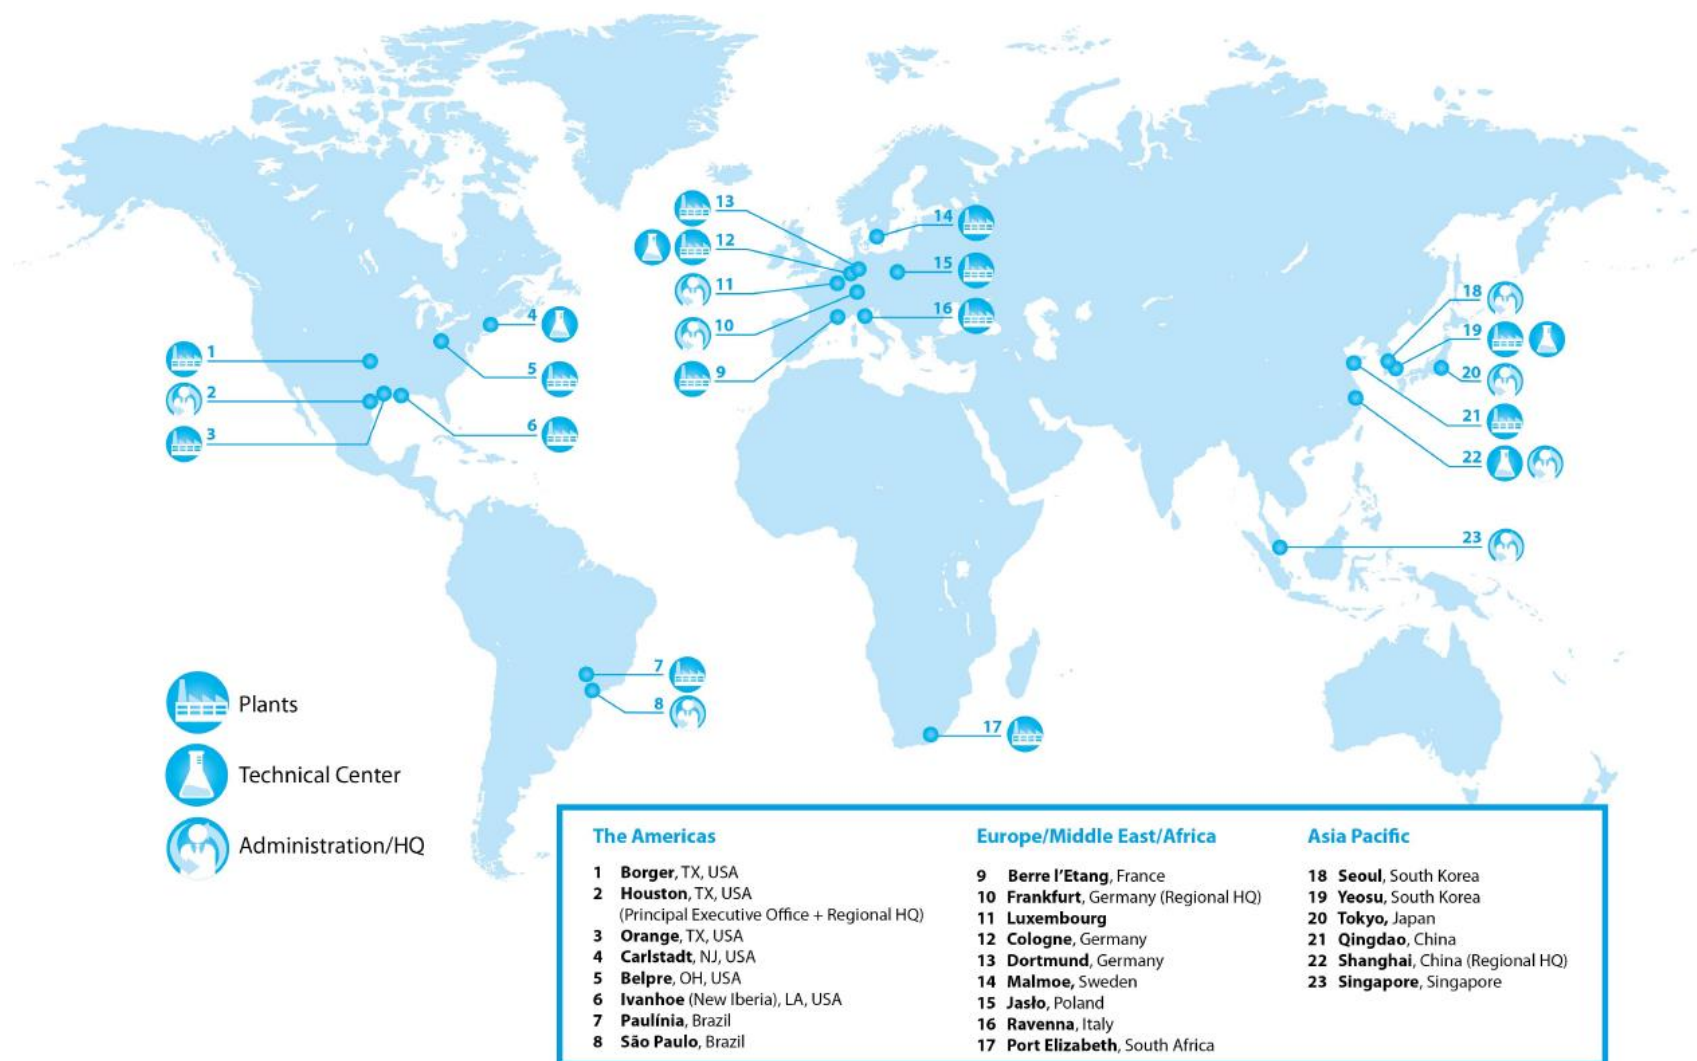 13
12
11
10
9
14
15
16
4
5
6
1
2
3
18
19
20
21
22
23
7
8
17
Plants
Technical Center
Administration/HQ
The Americas
1 Borger, TX, USA
2 Houston, TX, USA
(Principal Executive Office + Regional HQ)
3 Orange, TX, USA
4 Carlstadt, NJ, USA
5 Belpre, OH, USA
6 Ivanhoe (New Iberia), LA, USA
7 Paulínia, Brazil
8 São Paulo, Brazil
Europe/Middle East/Africa
9 Berre l'Etang, France
10 Frankfurt, Germany (Regional HQ)
11 Luxembourg
12 Cologne, Germany
13 Dortmund, Germany
14 Malmoe, Sweden
15 Jasło, Poland
16 Ravenna, Italy
17 Port Elizabeth, South Africa
Asia Pacific
18 Seoul, South Korea
19 Yeosu, South Korea
20 Tokyo, Japan
21 Qingdao, China
22 Shanghai, China (Regional HQ)
23 Singapore, Singapore